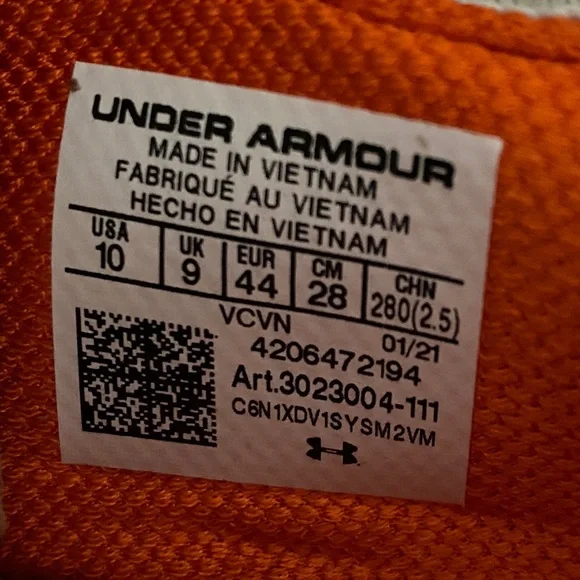 UNDER ARMOUR
MADE IN VIETNAM
FABRIQUÉ AU VIETNAM
HECHO EN VIETNAM
USA UK EUR CM CHN
10 9 44 28 280(2.5)
VCVN 01/21
4206472194
Art.3023004-111
C6N1XDV1SYSM2VM